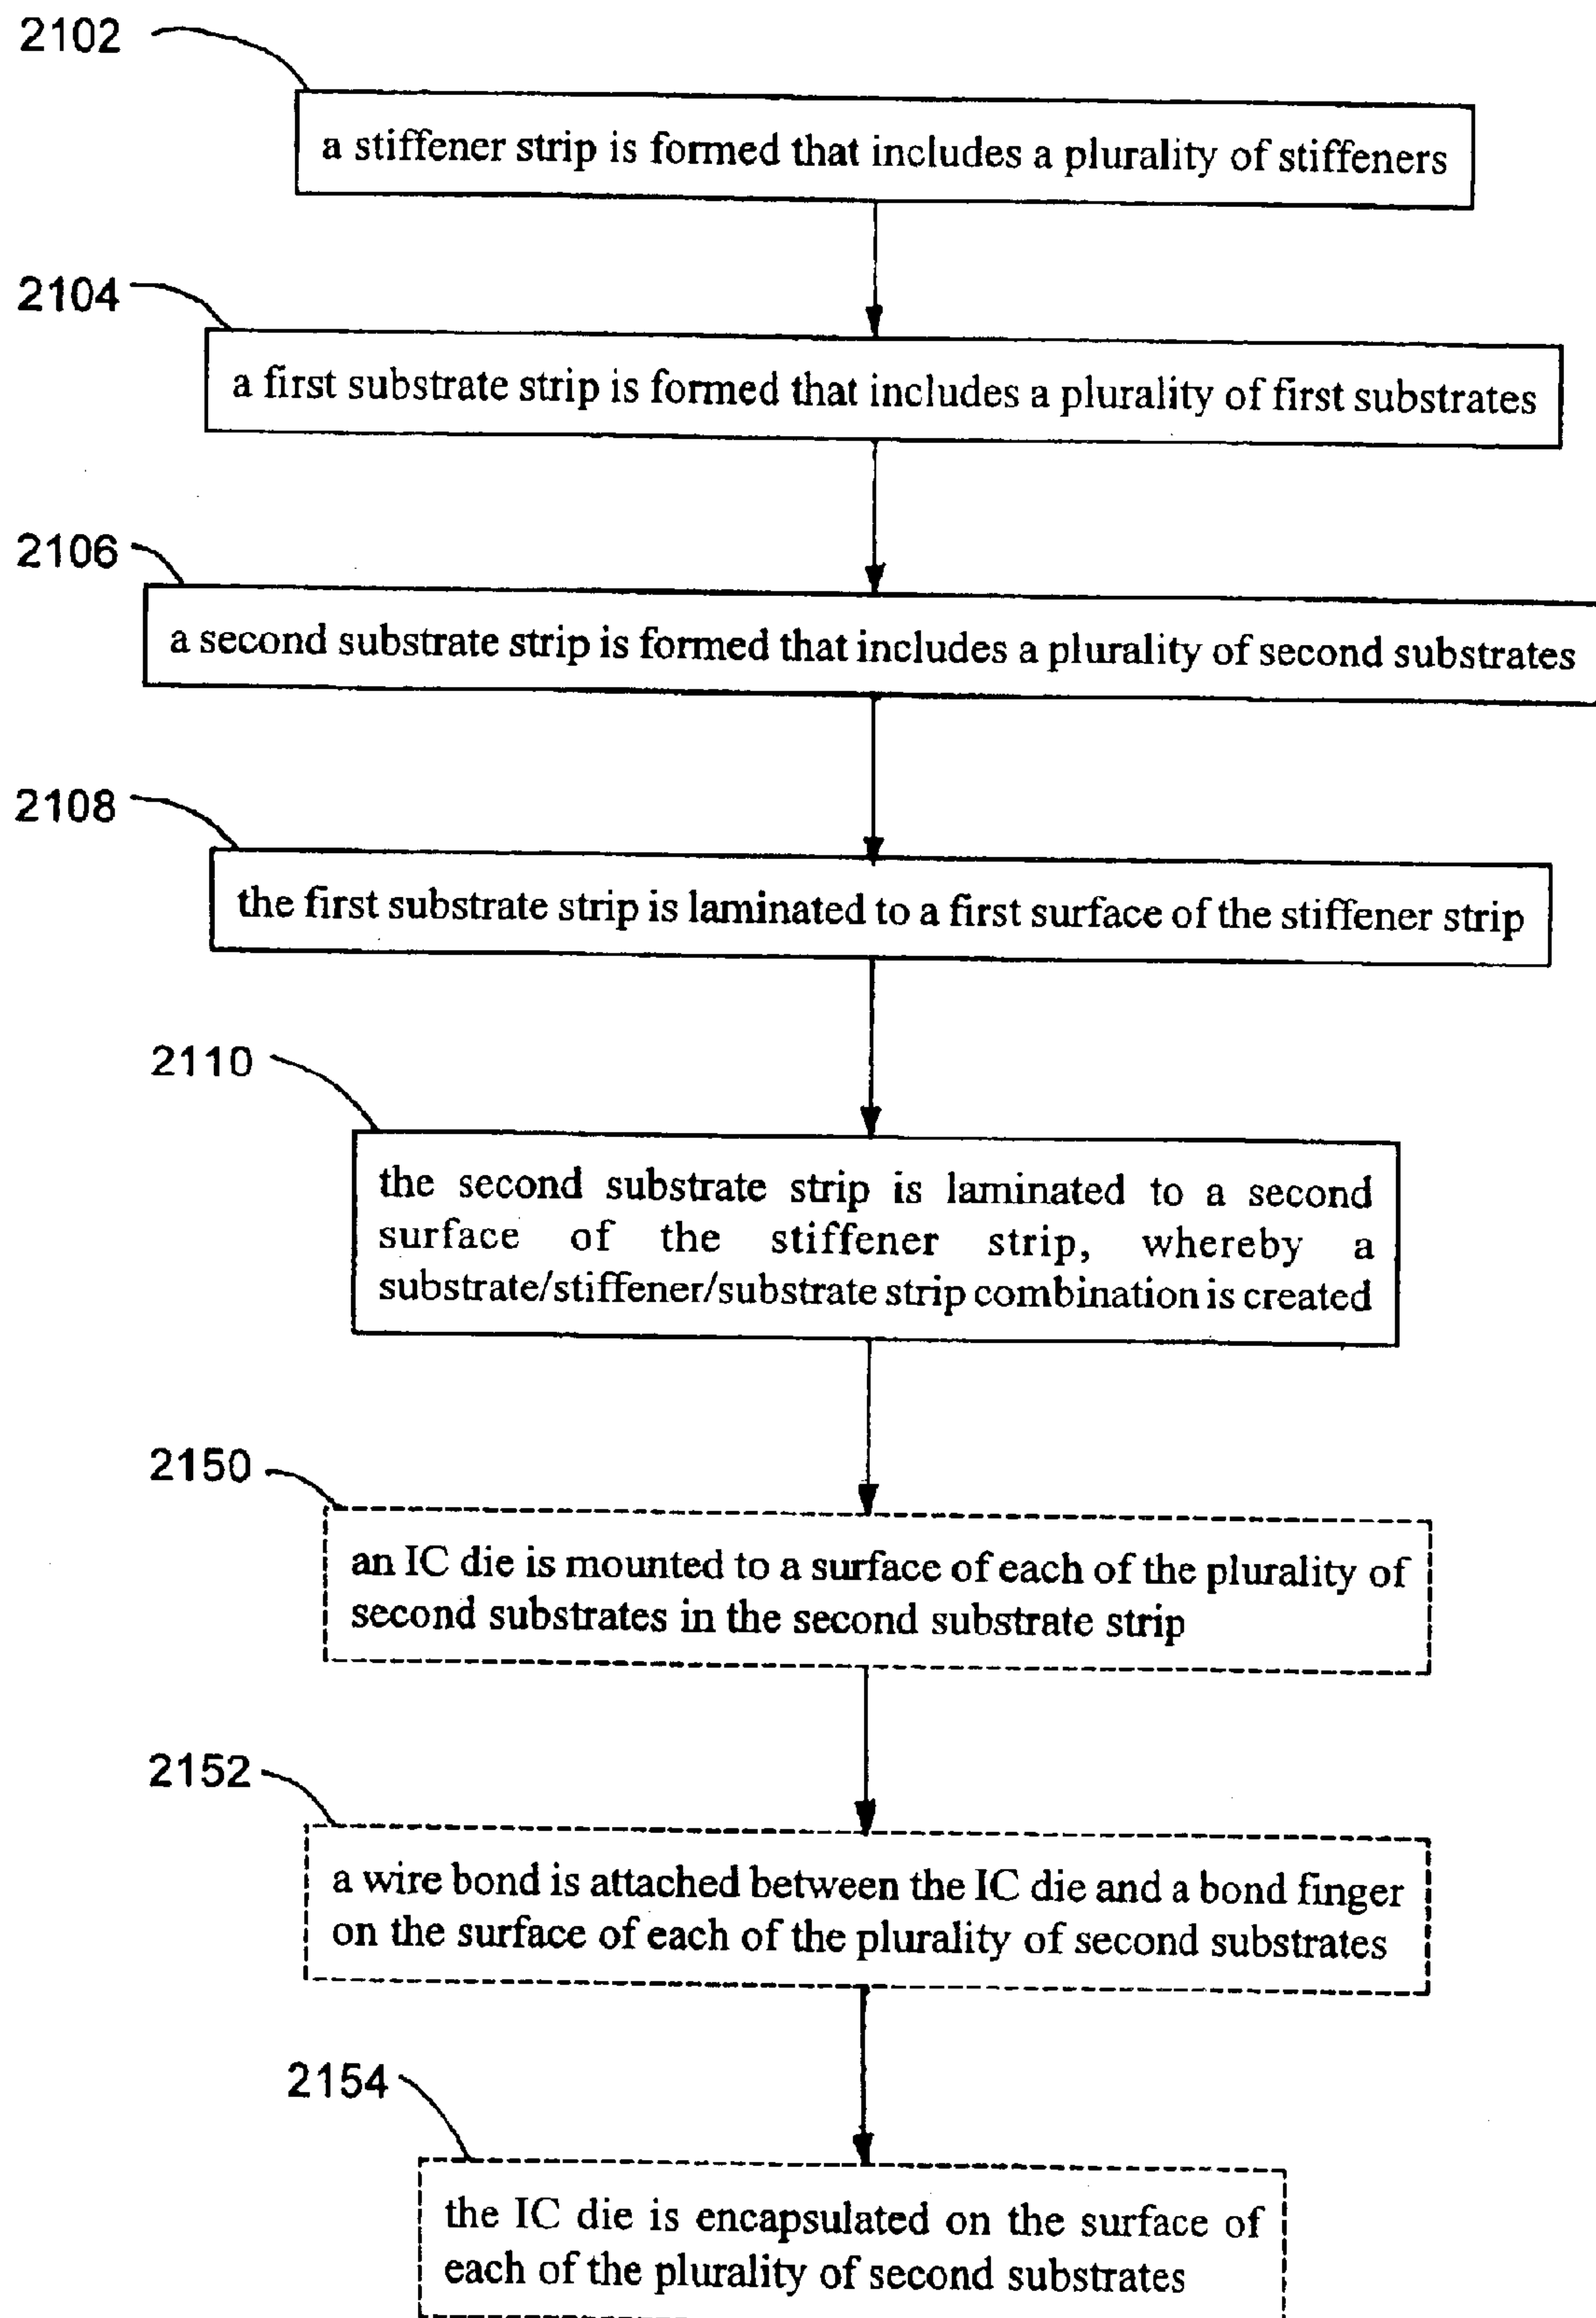 2102
a stiffener strip is formed that includes a plurality of stiffeners
2104
a first substrate strip is formed that includes a plurality of first substrates
2106
a second substrate strip is formed that includes a plurality of second substrates
2108
the first substrate strip is laminated to a first surface of the stiffener strip
2110
the second substrate strip is laminated to a second
surface of the stiffener strip, whereby a
substrate/stiffener/substrate strip combination is created
2150
an IC die is mounted to a surface of each of the plurality of
second substrates in the second substrate strip
2152
a wire bond is attached between the IC die and a bond finger
on the surface of each of the plurality of second substrates
2154
the IC die is encapsulated on the surface of
each of the plurality of second substrates